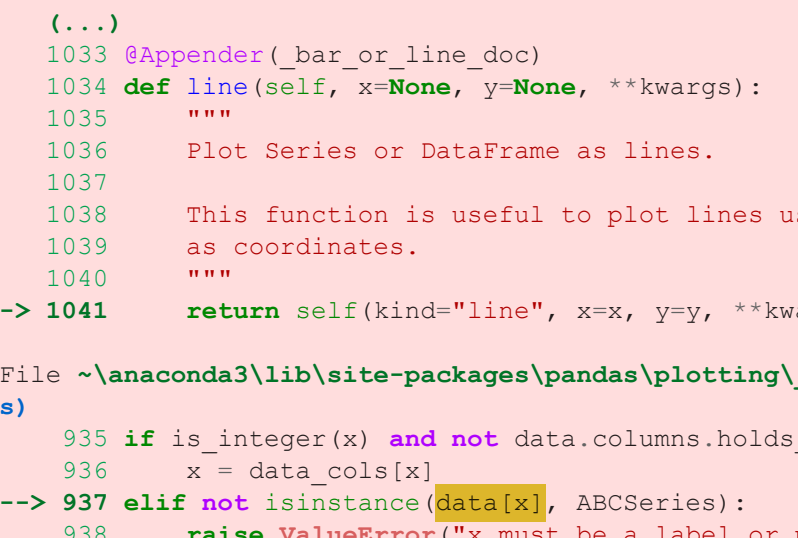 (...)
1033 @Appender(_bar_or_line_doc)
1034 def line(self, x=None, y=None, **kwargs):
1035     """
1036     Plot Series or DataFrame as lines.
1037
1038     This function is useful to plot lines
1039     as coordinates.
1040     """
-> 1041     return self(kind="line", x=x, y=y, **kwa
File ~\anaconda3\lib\site-packages\pandas\plotting\_
s)
935 if is_integer(x) and not data.columns.holds_
936     x = data_cols[x]
--> 937 elif not isinstance(data[x], ABCSeries):
938     raise ValueError("x must be a label or